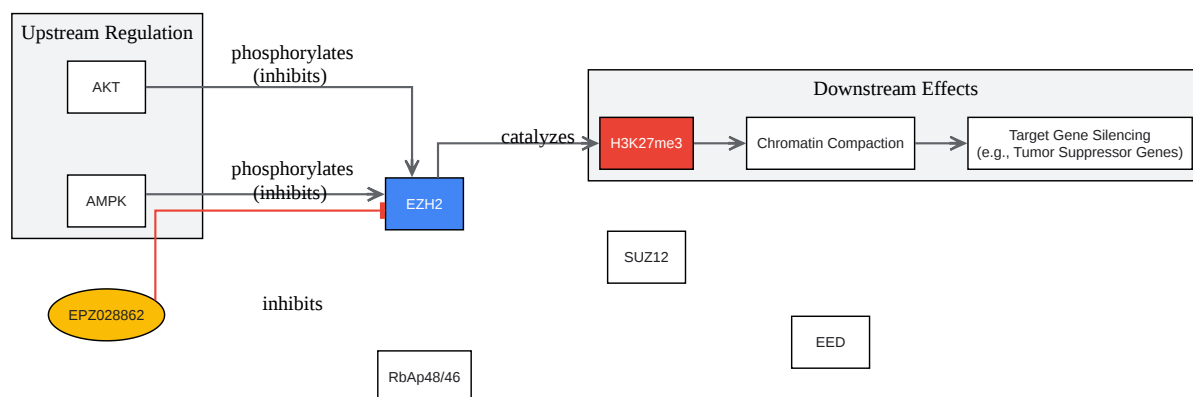 Upstream Regulation
AKT
phosphorylates
(inhibits)
AMPK
phosphorylates
(inhibits)
EZH2
catalyzes
Downstream Effects
H3K27me3
Chromatin Compaction
Target Gene Silencing
(e.g., Tumor Suppressor Genes)
SUZ12
EPZ028862
inhibits
EED
RbAp48/46